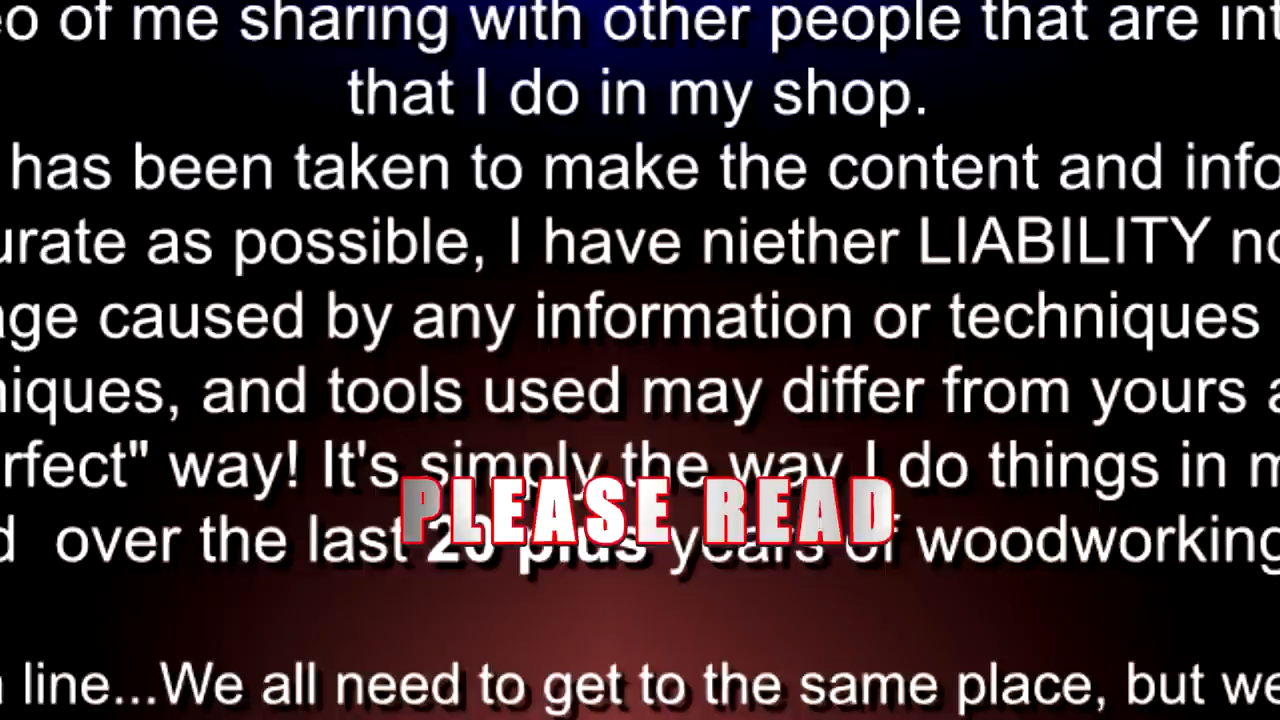 eo of me sharing with other people that are int
that I do in my shop.
has been taken to make the content and info
urate as possible, I have niether LIABILITY no
age caused by any information or techniques
niques, and tools used may differ from yours a
rfect" way! It's simply the way I do things in m
PLEASE READ
d over the last 20 plus years of woodworking
line...We all need to get to the same place, but we